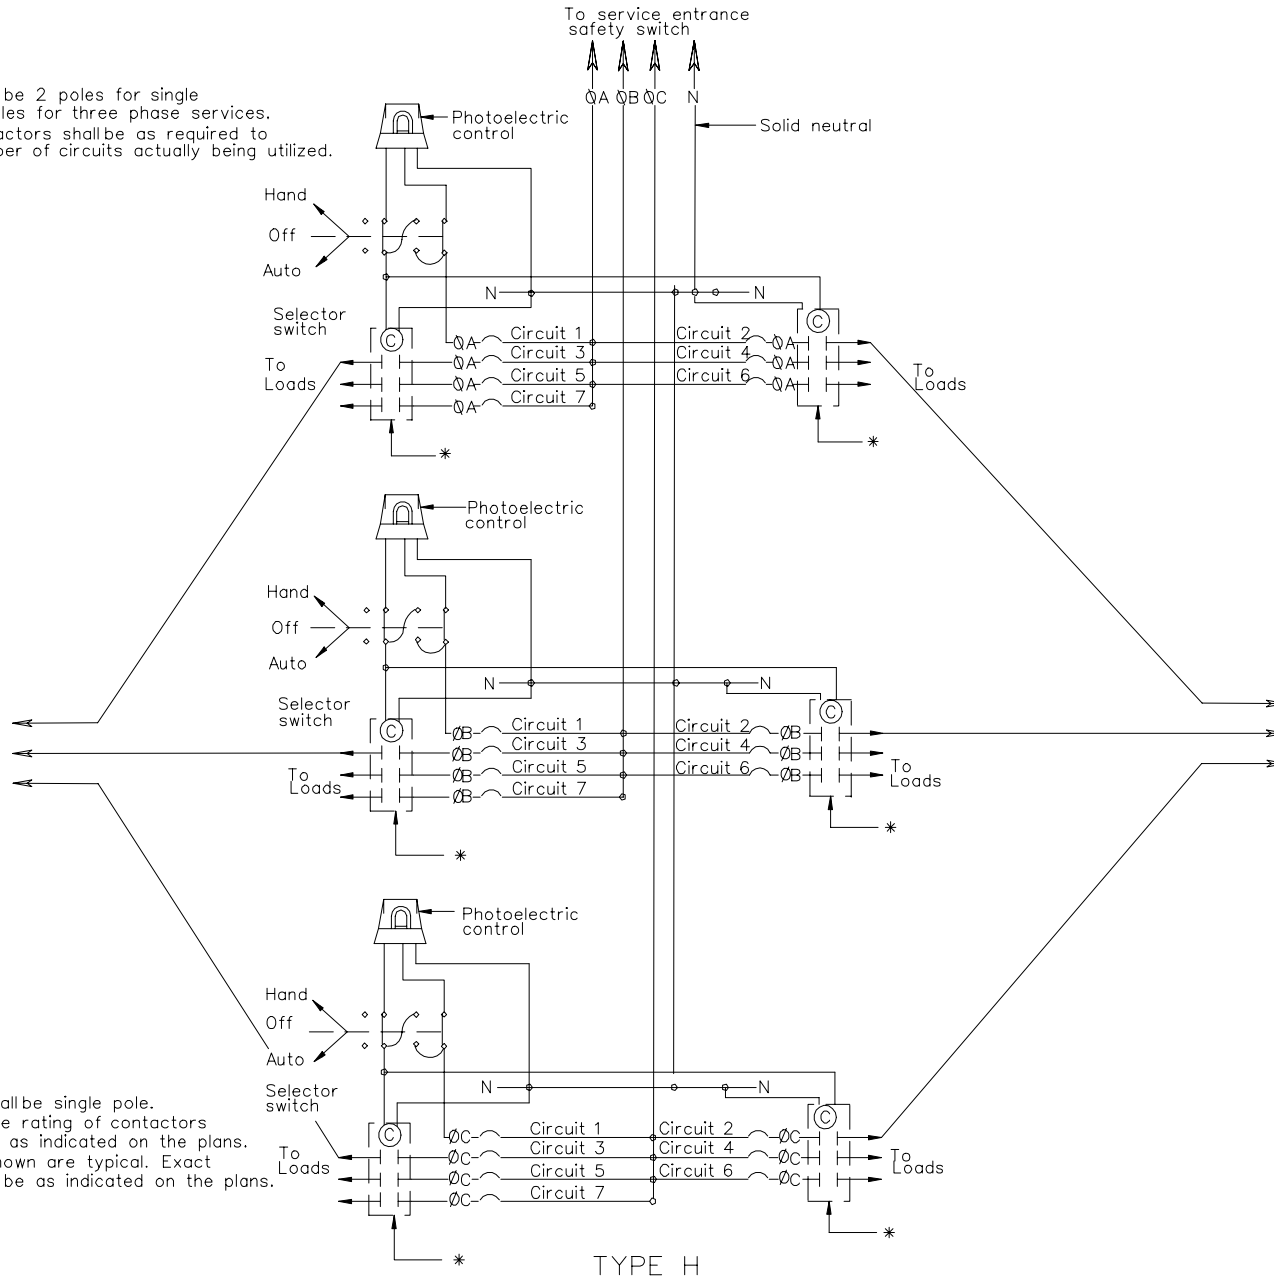 To service entrance
safety switch
ØA ØB ØC N
Solid neutral
be 2 poles for single
les for three phase services.
actors shall be as required to
ber of circuits actually being utilized.
Photoelectric
control
Hand
Off
Auto
Selector
switch
N N
C C
ØA Circuit 1 Circuit 2 ØA
ØA Circuit 3 Circuit 4 ØA
ØA Circuit 5 Circuit 6 ØA
ØA Circuit 7
To
Loads
To
Loads
*
*
Photoelectric
control
Hand
Off
Auto
Selector
switch
N N
C C
ØB Circuit 1 Circuit 2 ØB
ØB Circuit 3 Circuit 4 ØB
ØB Circuit 5 Circuit 6 ØB
ØB Circuit 7
To
Loads
To
Loads
*
*
Photoelectric
control
Hand
Off
Auto
Selector
switch
N N
C C
ØC Circuit 1 Circuit 2 ØC
ØC Circuit 3 Circuit 4 ØC
ØC Circuit 5 Circuit 6 ØC
ØC Circuit 7
To
Loads
To
Loads
*
*
all be single pole.
e rating of contactors
as indicated on the plans.
hown are typical. Exact
be as indicated on the plans.
TYPE H